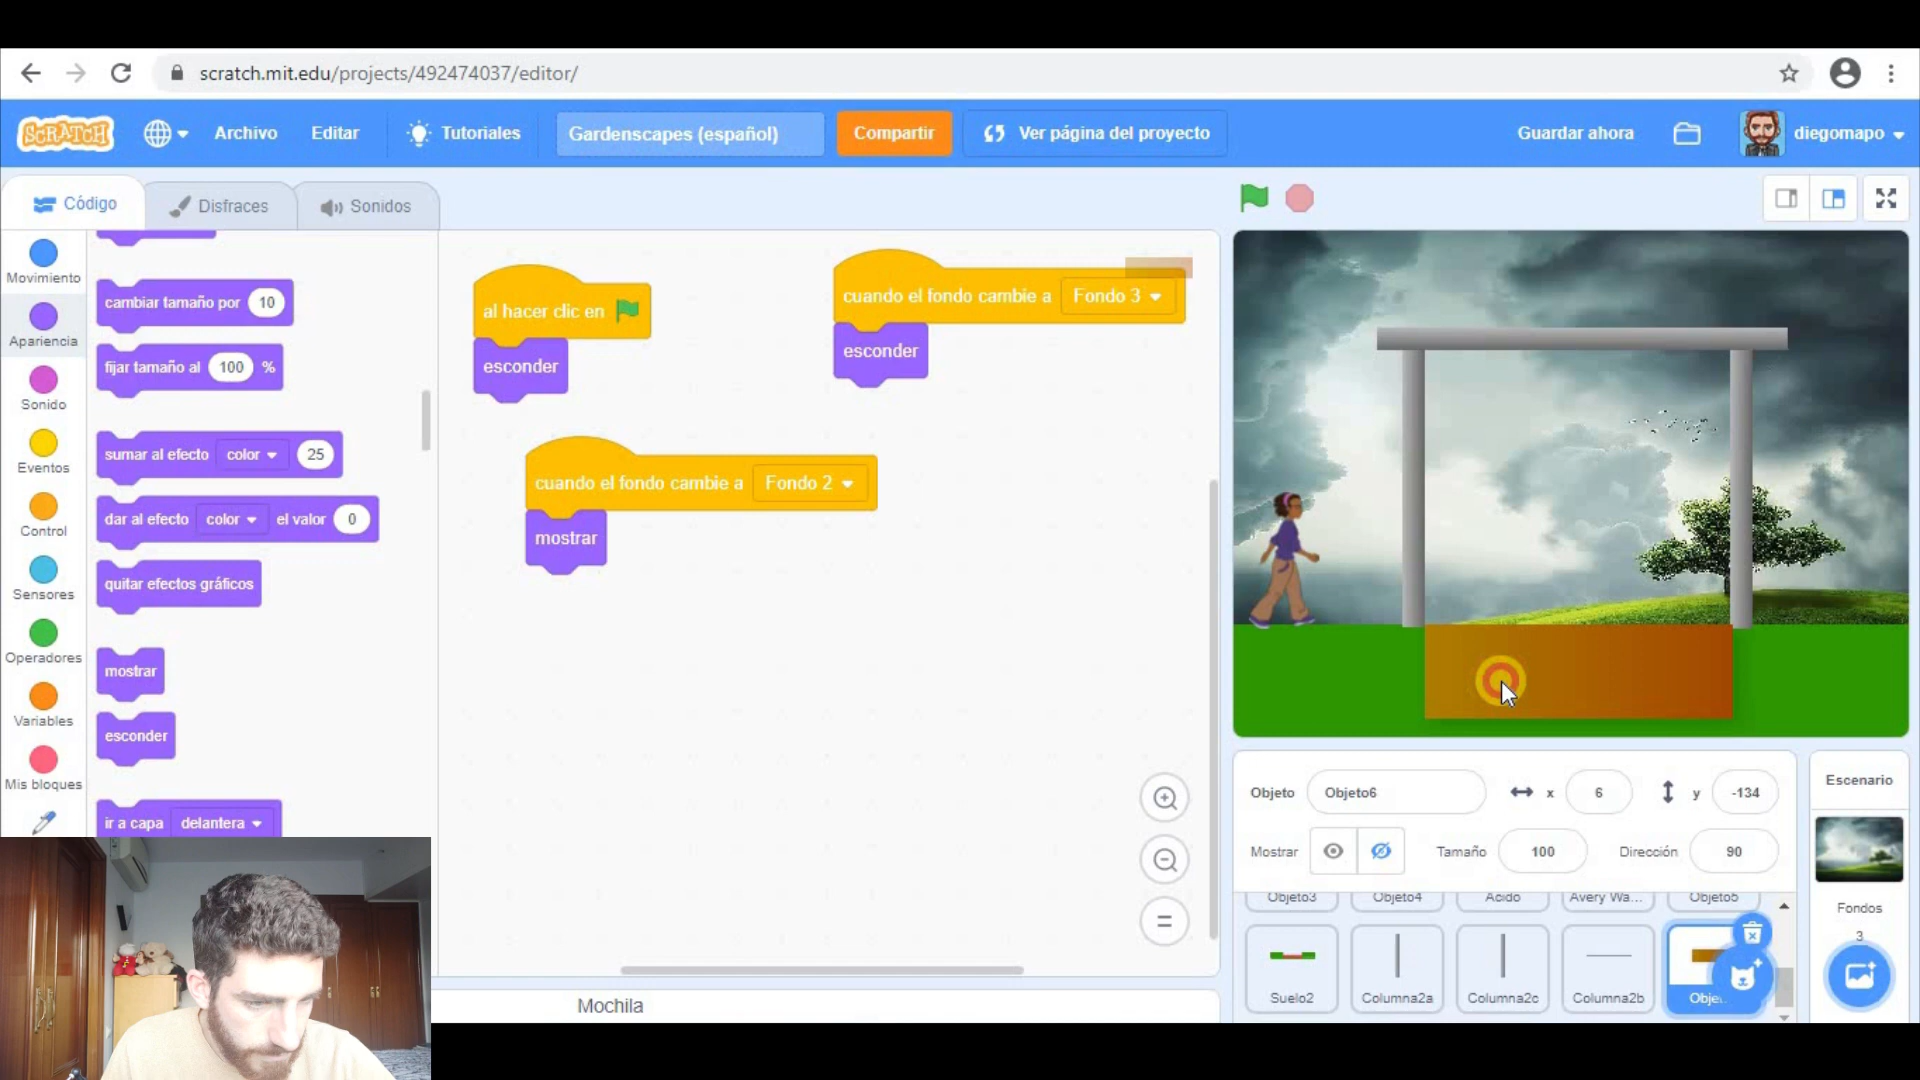 scratch.mit.edu/projects/492474037/editor/
SCRATCH
Archivo
Editar
Tutoriales
Gardenscapes (español)
Compartir
Ver página del proyecto
Guardar ahora
diegomapo
Código
Disfraces
Sonidos
Movimiento
Apariencia
Sonido
Eventos
Control
Sensores
Operadores
Variables
Mis bloques
cambiar tamaño por 10
fijar tamaño al 100 %
sumar al efecto color 25
dar al efecto color el valor 0
quitar efectos gráficos
mostrar
esconder
ir a capa delantera
al hacer clic en
esconder
cuando el fondo cambie a Fondo 3
esconder
cuando el fondo cambie a Fondo 2
mostrar
Mochila
Objeto Objeto6 x 6 y -134
Mostrar Tamaño 100 Dirección 90
Objeto3 Objeto4 Acido Avery Wa... Objeto5
Suelo2 Columna2a Columna2c Columna2b
Escenario
Fondos
3